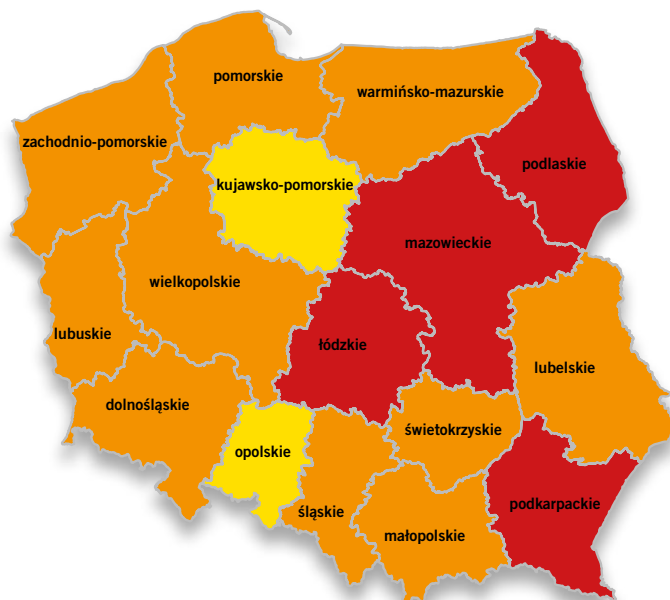 pomorskie
warmińsko-mazurskie
zachodnio-pomorskie
podlaskie
kujawsko-pomorskie
mazowieckie
wielkopolskie
lubuskie
łódzkie
lubelskie
dolnośląskie
świetokrzyskie
opolskie
podkarpackie
śląskie
małopolskie